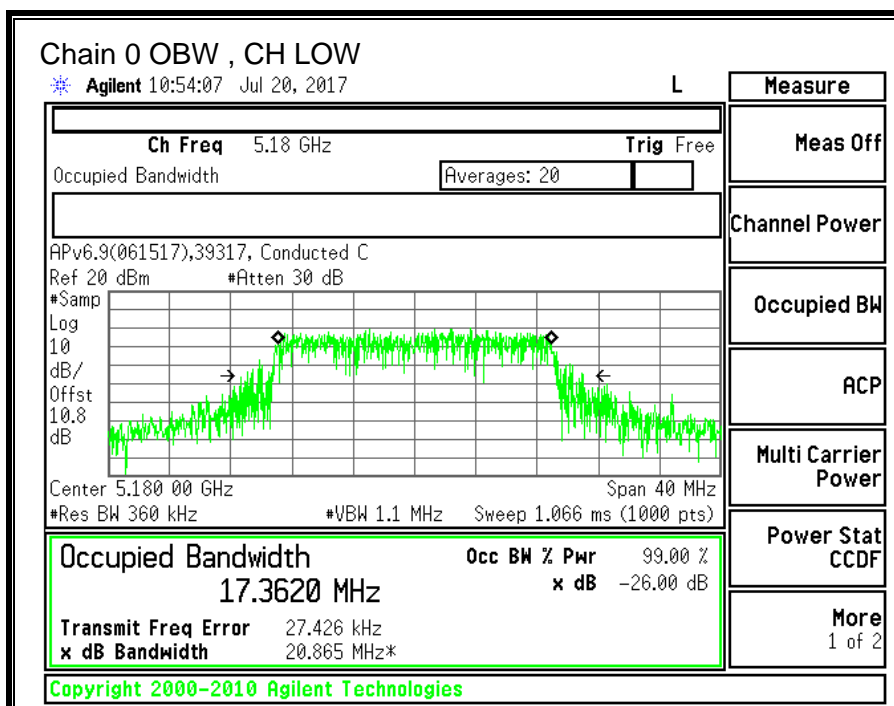 Chain 0 OBW , CH LOW
Agilent 10:54:07 Jul 20, 2017 L
Measure
Ch Freq 5.18 GHz Trig Free
Occupied Bandwidth Averages: 20
APv6.9(061517),39317, Conducted C
Ref 20 dBm #Atten 30 dB
#Samp
Log
10
dB/
Offst
10.8
dB
Center 5.180 00 GHz Span 40 MHz
#Res BW 360 kHz #VBW 1.1 MHz Sweep 1.066 ms (1000 pts)
Occupied Bandwidth Occ BW % Pwr 99.00 %
17.3620 MHz x dB -26.00 dB
Transmit Freq Error 27.426 kHz
x dB Bandwidth 20.865 MHz*
Copyright 2000-2010 Agilent Technologies
Meas Off
Channel Power
Occupied BW
ACP
Multi Carrier
Power
Power Stat
CCDF
More
1 of 2